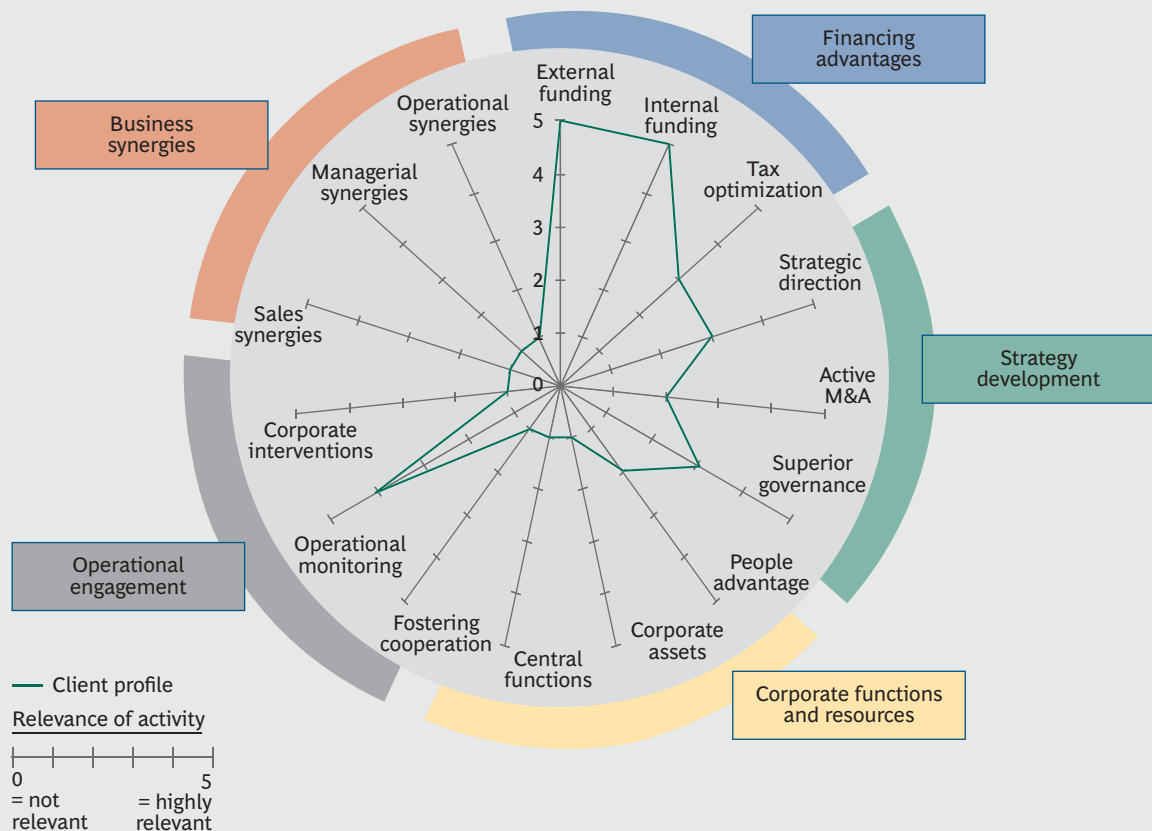 Financing
advantages
Business
synergies
External
funding
Internal
funding
Operational
synergies
Managerial
synergies
Tax
optimization
Strategic
direction
Sales
synergies
Active
M&A
Strategy
development
Corporate
interventions
Superior
governance
Operational
monitoring
People
advantage
Operational
engagement
Fostering
cooperation
Central
functions
Corporate
assets
Corporate functions
and resources
5
4
3
2
1
0
Client profile
Relevance of activity
0 5
= not = highly
relevant relevant